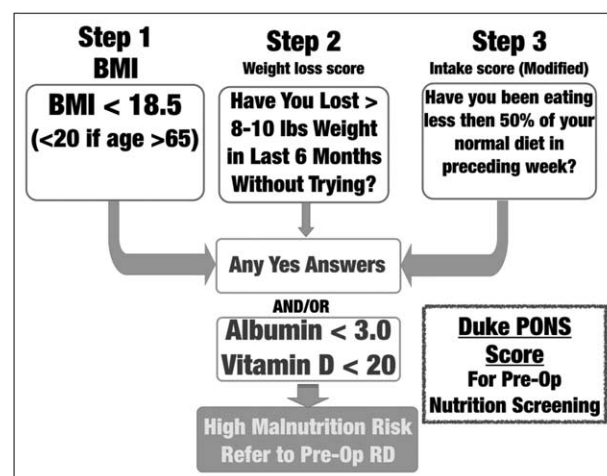 Step 1
BMI
BMI < 18.5
(<20 if age >65)
Step 2
Weight loss score
Have You Lost >
8-10 lbs Weight
in Last 6 Months
Without Trying?
Step 3
Intake score (Modified)
Have you been eating
less then 50% of your
normal diet in
preceding week?
Any Yes Answers
AND/OR
Albumin < 3.0
Vitamin D < 20
High Malnutrition Risk
Refer to Pre-Op RD
Duke PONS
Score
For Pre-Op
Nutrition Screening